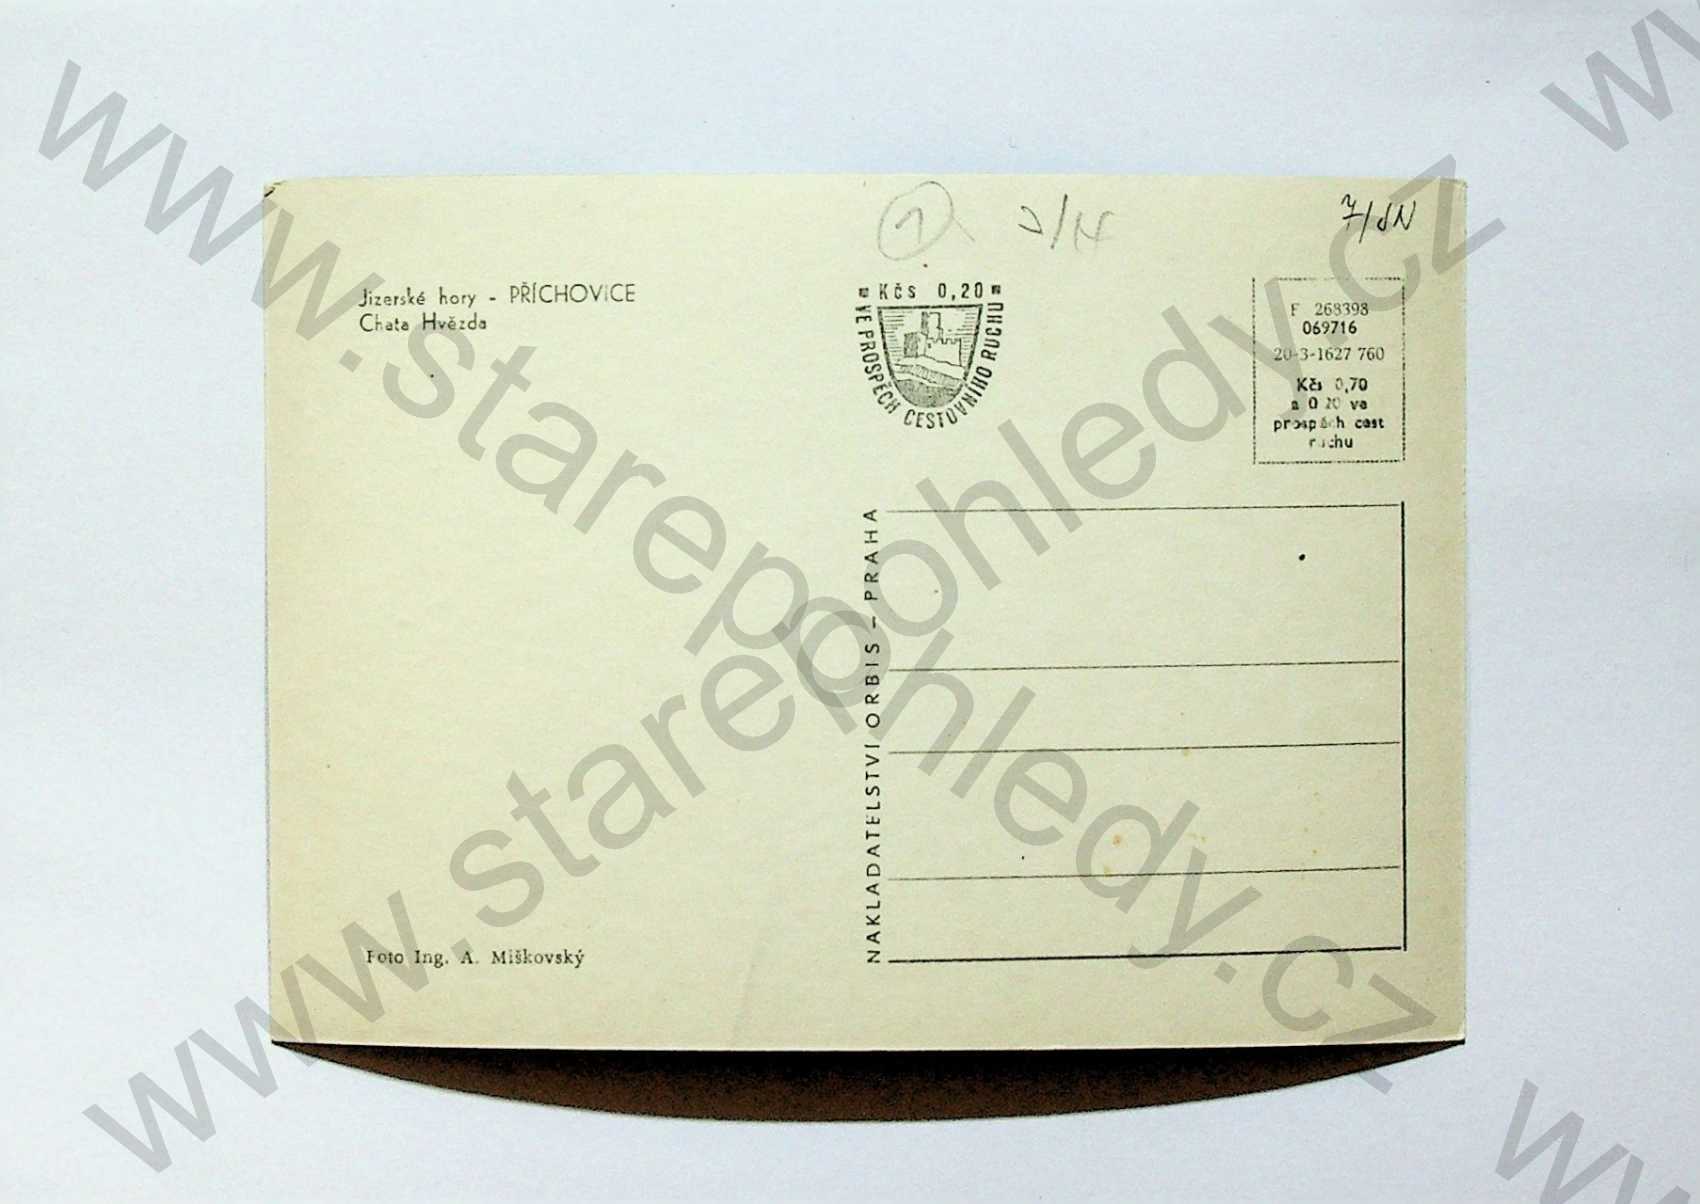 Jizerské hory - PŘÍCHOVICE
Chata Hvězda
Foto Ing. A. Miškovský
1
Kčs 0,20
VE PROSPĚCH CESTOVNÍHO RUCHU
NAKLADATELSTVI ORBIS - PRAHA
F 268398
069716
20-3-1627 760
Kčs 0,70
a 0 20 ve
prospěch cest
ruchu
www.starepohledy.cz
www.starepohledy.cz